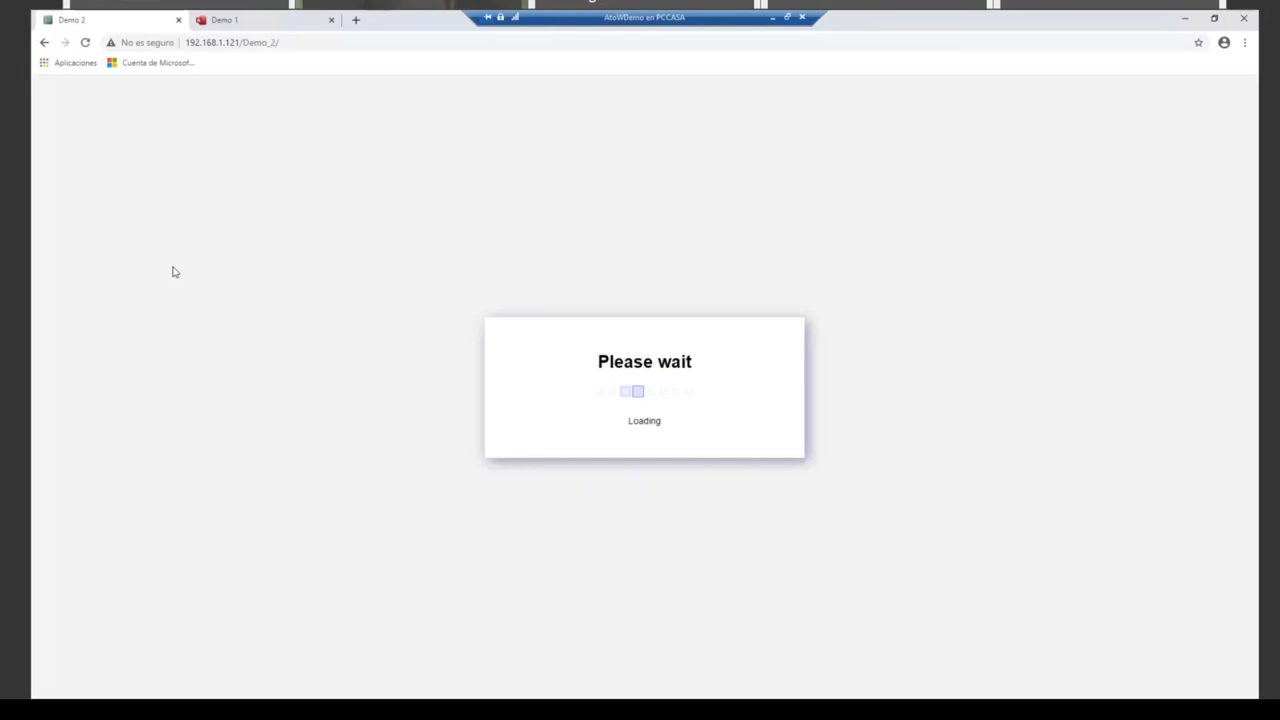 AtoWDemo en PCCASA
Demo 2
Demo 1
No es seguro
192.168.1.121/Demo_2/
Aplicaciones
Cuenta de Microsof...
Please wait
Loading